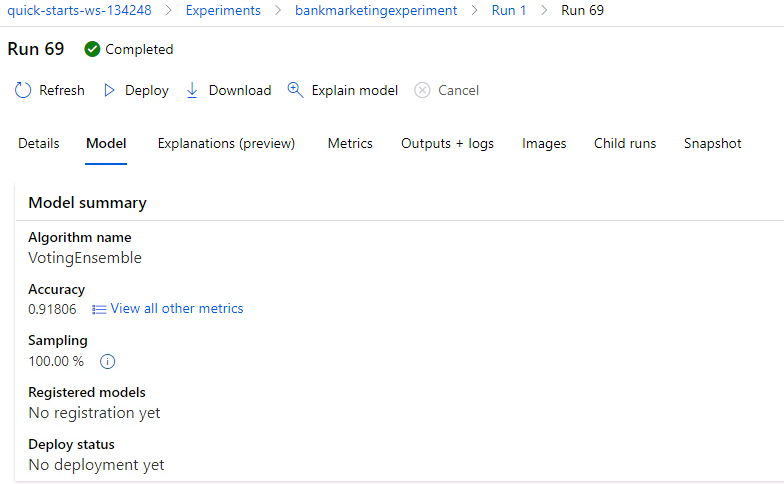 quick-starts-ws-134248 > Experiments > bankmarketingexperiment > Run 1 > Run 69
Run 69 Completed
Refresh Deploy Download Explain model Cancel
Details Model Explanations (preview) Metrics Outputs + logs Images Child runs Snapshot
Model summary
Algorithm name
VotingEnsemble
Accuracy
0.91806 View all other metrics
Sampling
100.00 %
Registered models
No registration yet
Deploy status
No deployment yet